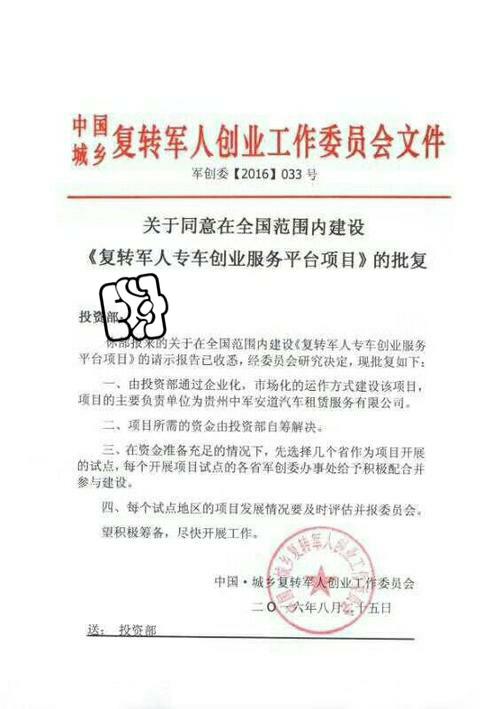 中国
城乡 复转军人创业工作委员会文件
军创委【2016】033 号
关于同意在全国范围内建设
《复转军人专车创业服务平台项目》的批复
投资部：
你部报来的关于在全国范围内建设《复转军人专车创业服务
平台项目》的请示报告已收悉，经委员会研究决定，现批复如下：
一、由投资部通过企业化，市场化的运作方式建设该项目，
项目的主要负责单位为贵州中军安道汽车租赁服务有限公司。
二、项目所需的资金由投资部自筹解决。
三、在资金准备充足的情况下，先选择几个省作为项目开展
的试点，每个开展项目试点的各省军创委办事处给予积极配合并
参与建设。
四、每个试点地区的项目发展情况要及时评估并报委员会。
望积极筹备，尽快开展工作。
中国·城乡复转军人创业工作委员会
二〇一六年八月二十五日
中国·城乡复转军人创业工作委员会
送： 投资部